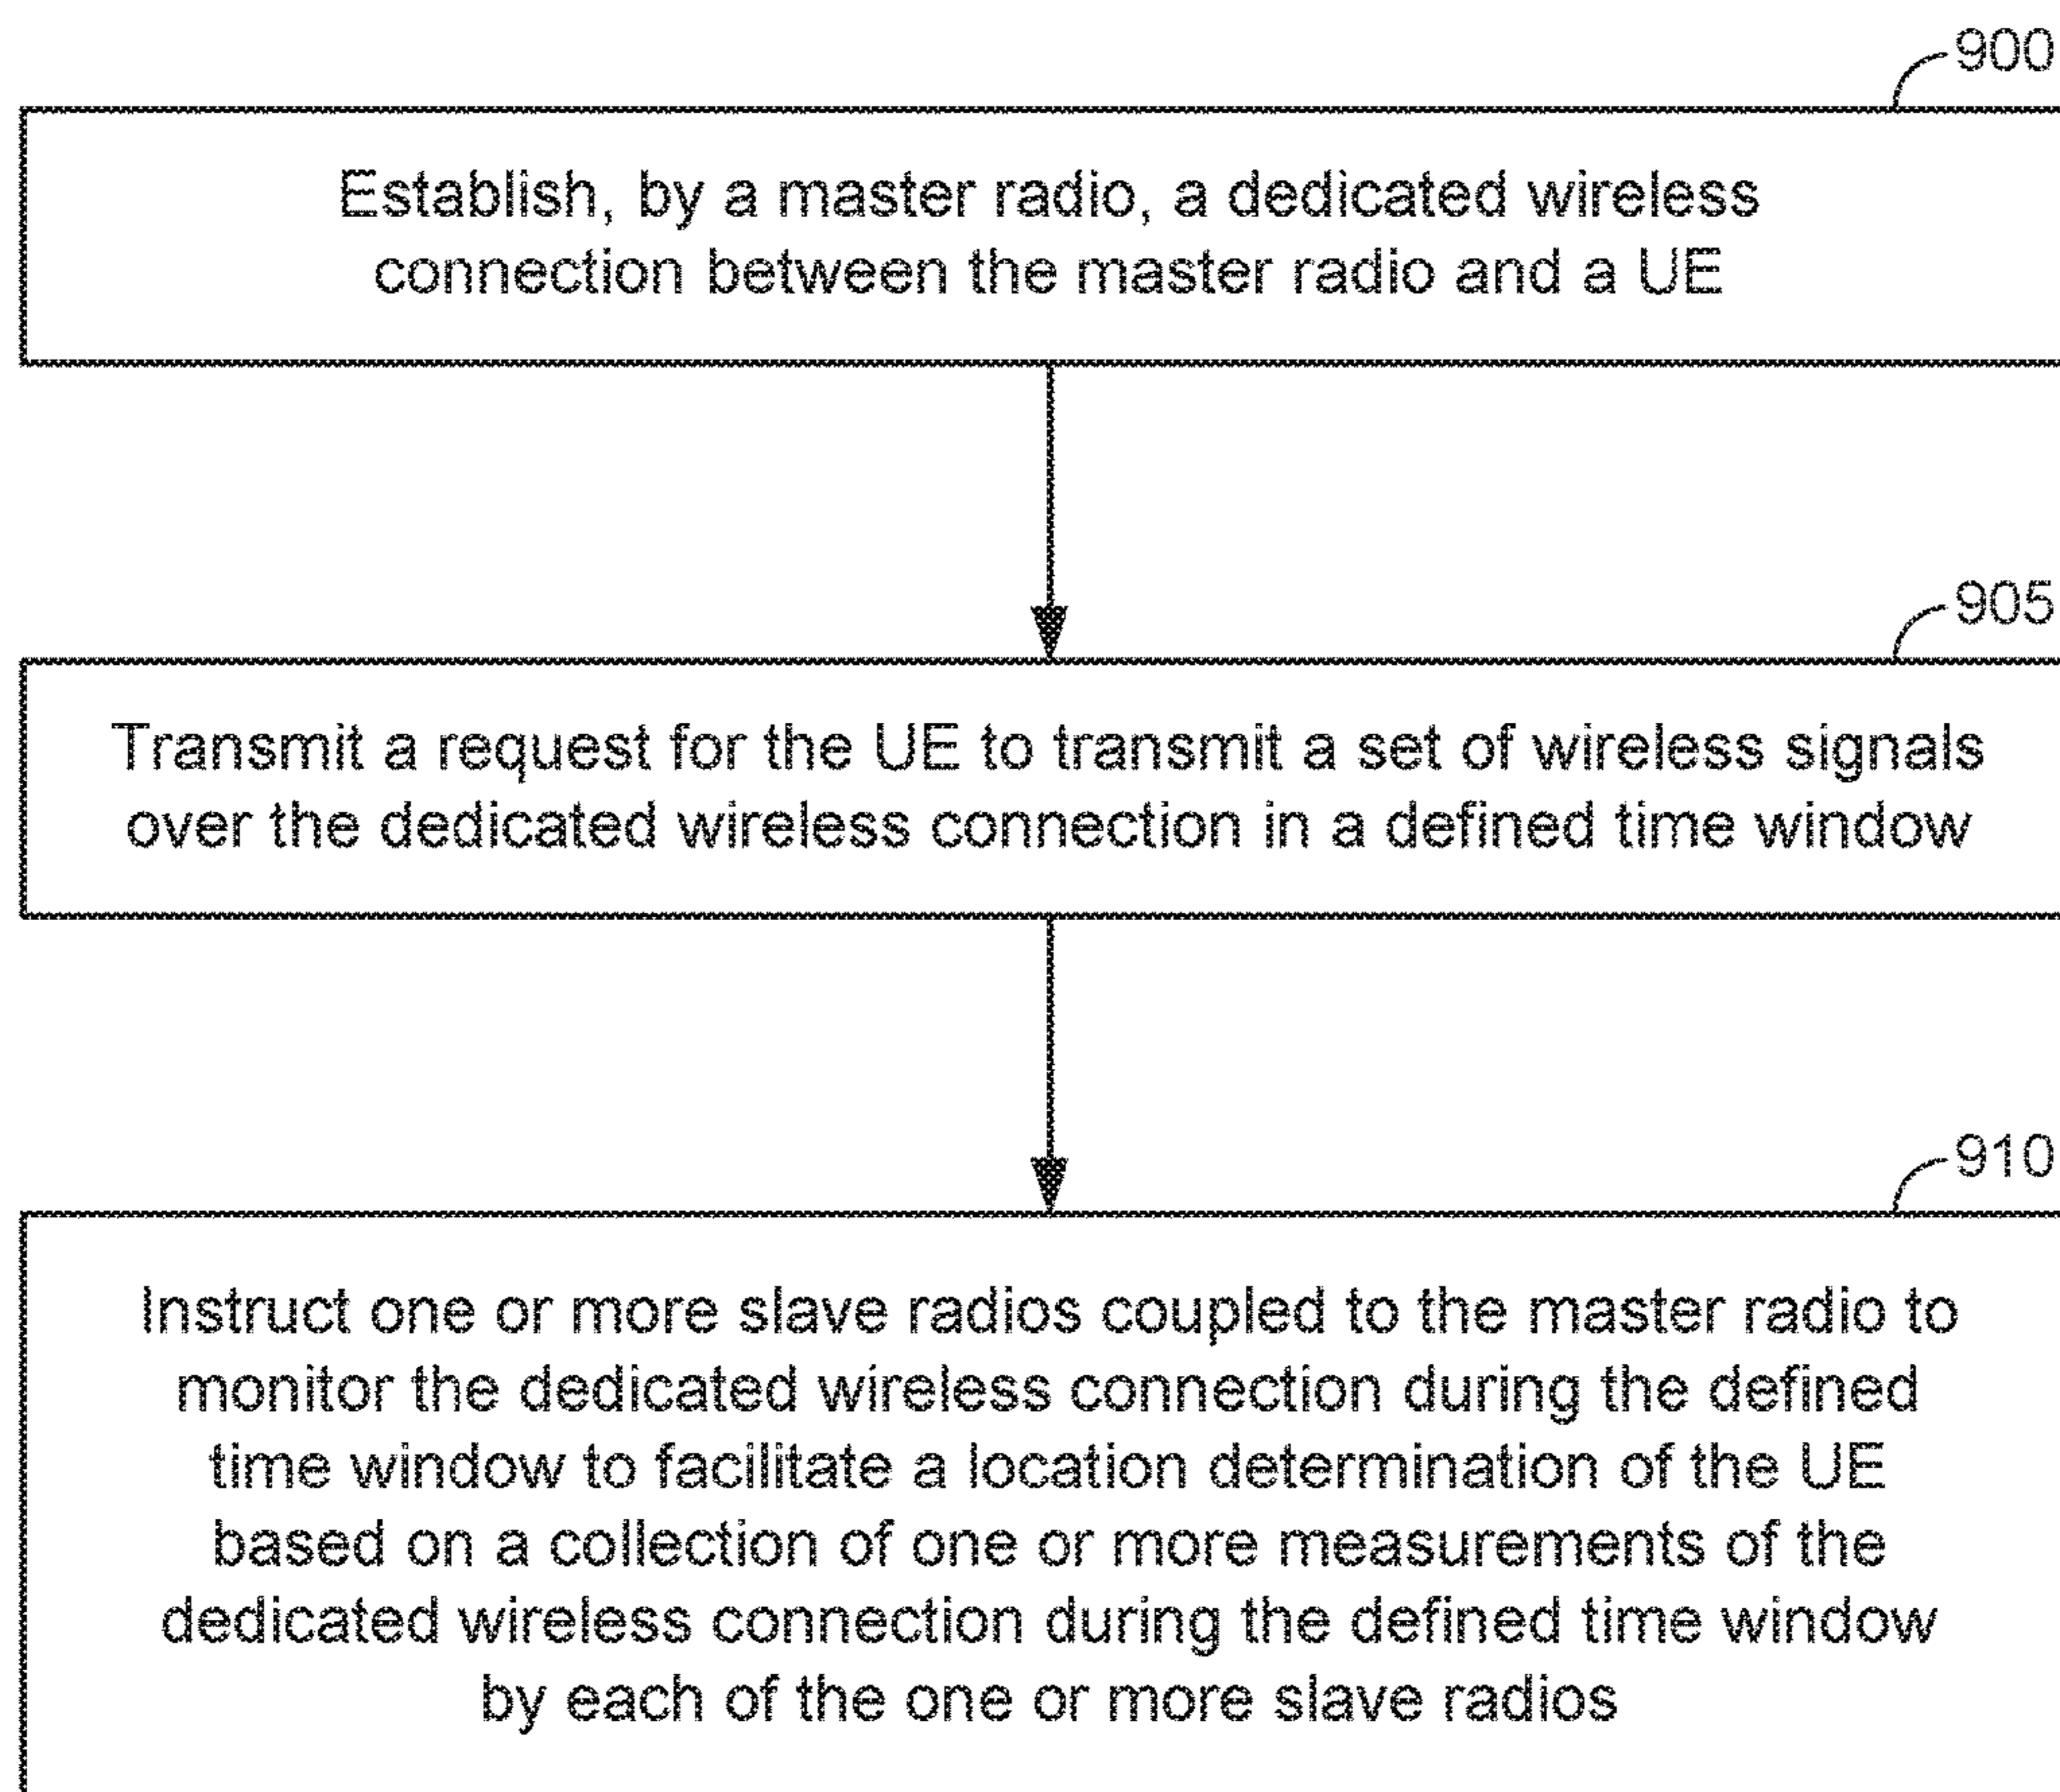 900
Establish, by a master radio, a dedicated wireless
connection between the master radio and a UE
905
Transmit a request for the UE to transmit a set of wireless signals
over the dedicated wireless connection in a defined time window
910
Instruct one or more slave radios coupled to the master radio to
monitor the dedicated wireless connection during the defined
time window to facilitate a location determination of the UE
based on a collection of one or more measurements of the
dedicated wireless connection during the defined time window
by each of the one or more slave radios